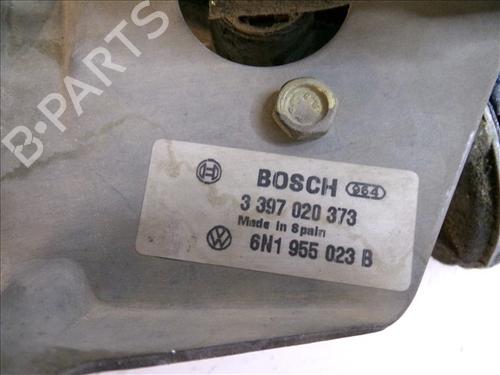 B-PARTS
BOSCH 964
3 397 020 373
Made in Spain
6N1 955 023 B